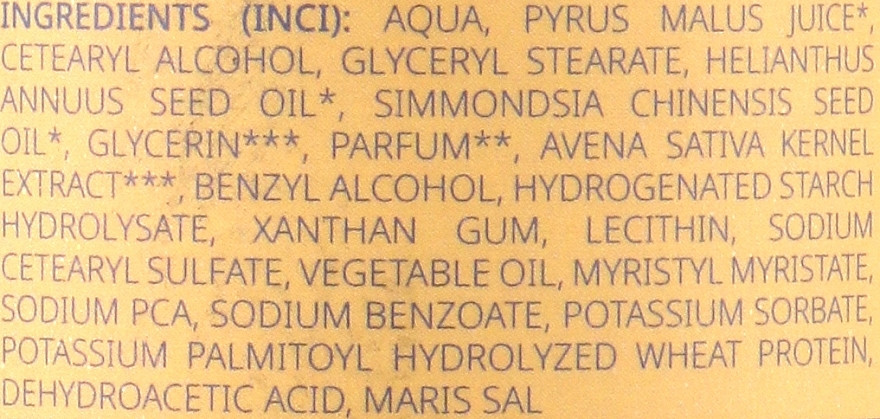 INGREDIENTS (INCI): AQUA, PYRUS MALUS JUICE*,
CETEARYL ALCOHOL, GLYCERYL STEARATE, HELIANTHUS
ANNUUS SEED OIL*, SIMMONDSIA CHINENSIS SEED
OIL*, GLYCERIN***, PARFUM**, AVENA SATIVA KERNEL
EXTRACT***, BENZYL ALCOHOL, HYDROGENATED STARCH
HYDROLYSATE, XANTHAN GUM, LECITHIN, SODIUM
CETEARYL SULFATE, VEGETABLE OIL, MYRISTYL MYRISTATE,
SODIUM PCA, SODIUM BENZOATE, POTASSIUM SORBATE,
POTASSIUM PALMITOYL HYDROLYZED WHEAT PROTEIN,
DEHYDROACETIC ACID, MARIS SAL